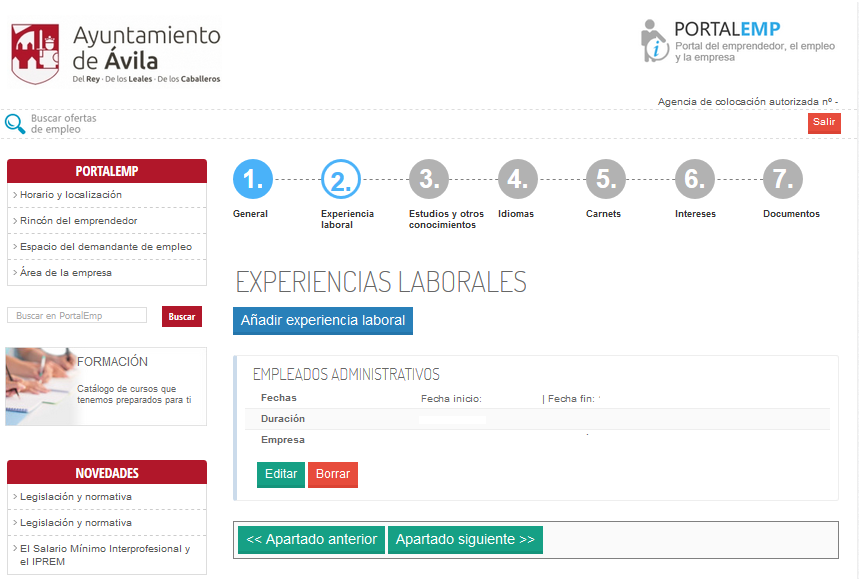 Ayuntamiento
de Ávila
Del Rey · De los Leales · De los Caballeros
PORTALEMP
Portal del emprendedor, el empleo
y la empresa
Agencia de colocación autorizada nº -
Buscar ofertas
de empleo
Salir
PORTALEMP
> Horario y localización
> Rincón del emprendedor
> Espacio del demandante de empleo
> Área de la empresa
Buscar en PortalEmp
Buscar
FORMACIÓN
Catálogo de cursos que
tenemos preparados para ti
NOVEDADES
> Legislación y normativa
> Legislación y normativa
> El Salario Mínimo Interprofesional y
el IPREM
1.
General
2.
Experiencia
laboral
3.
Estudios y otros
conocimientos
4.
Idiomas
5.
Carnets
6.
Intereses
7.
Documentos
EXPERIENCIAS LABORALES
Añadir experiencia laboral
EMPLEADOS ADMINISTRATIVOS
Fechas Fecha inicio: | Fecha fin:
Duración
Empresa
Editar Borrar
<< Apartado anterior Apartado siguiente >>